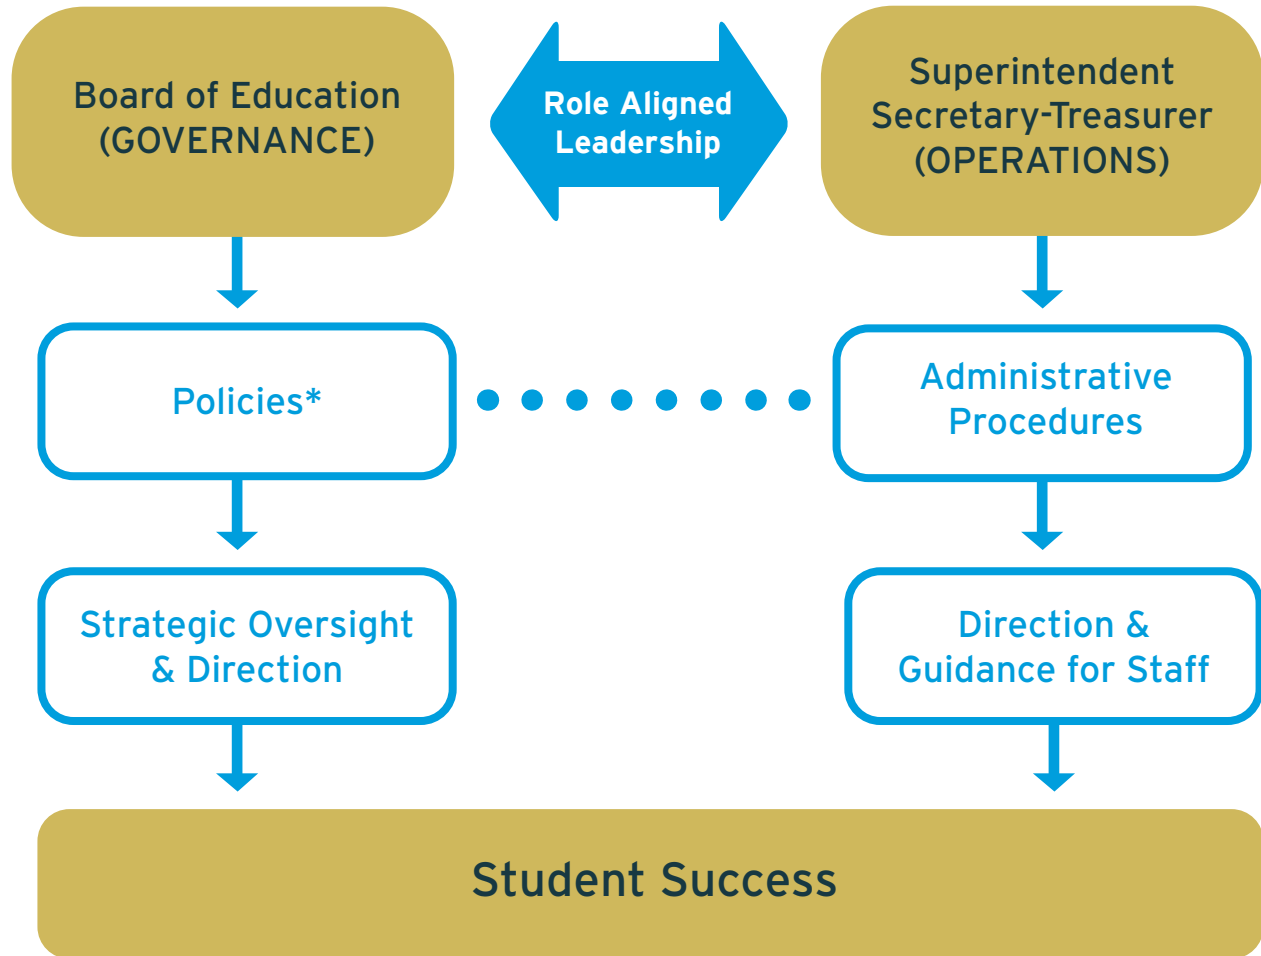 Board of Education
(GOVERNANCE)
Role Aligned
Leadership
Superintendent
Secretary-Treasurer
(OPERATIONS)
Policies*
Administrative
Procedures
Strategic Oversight
& Direction
Direction &
Guidance for Staff
Student Success